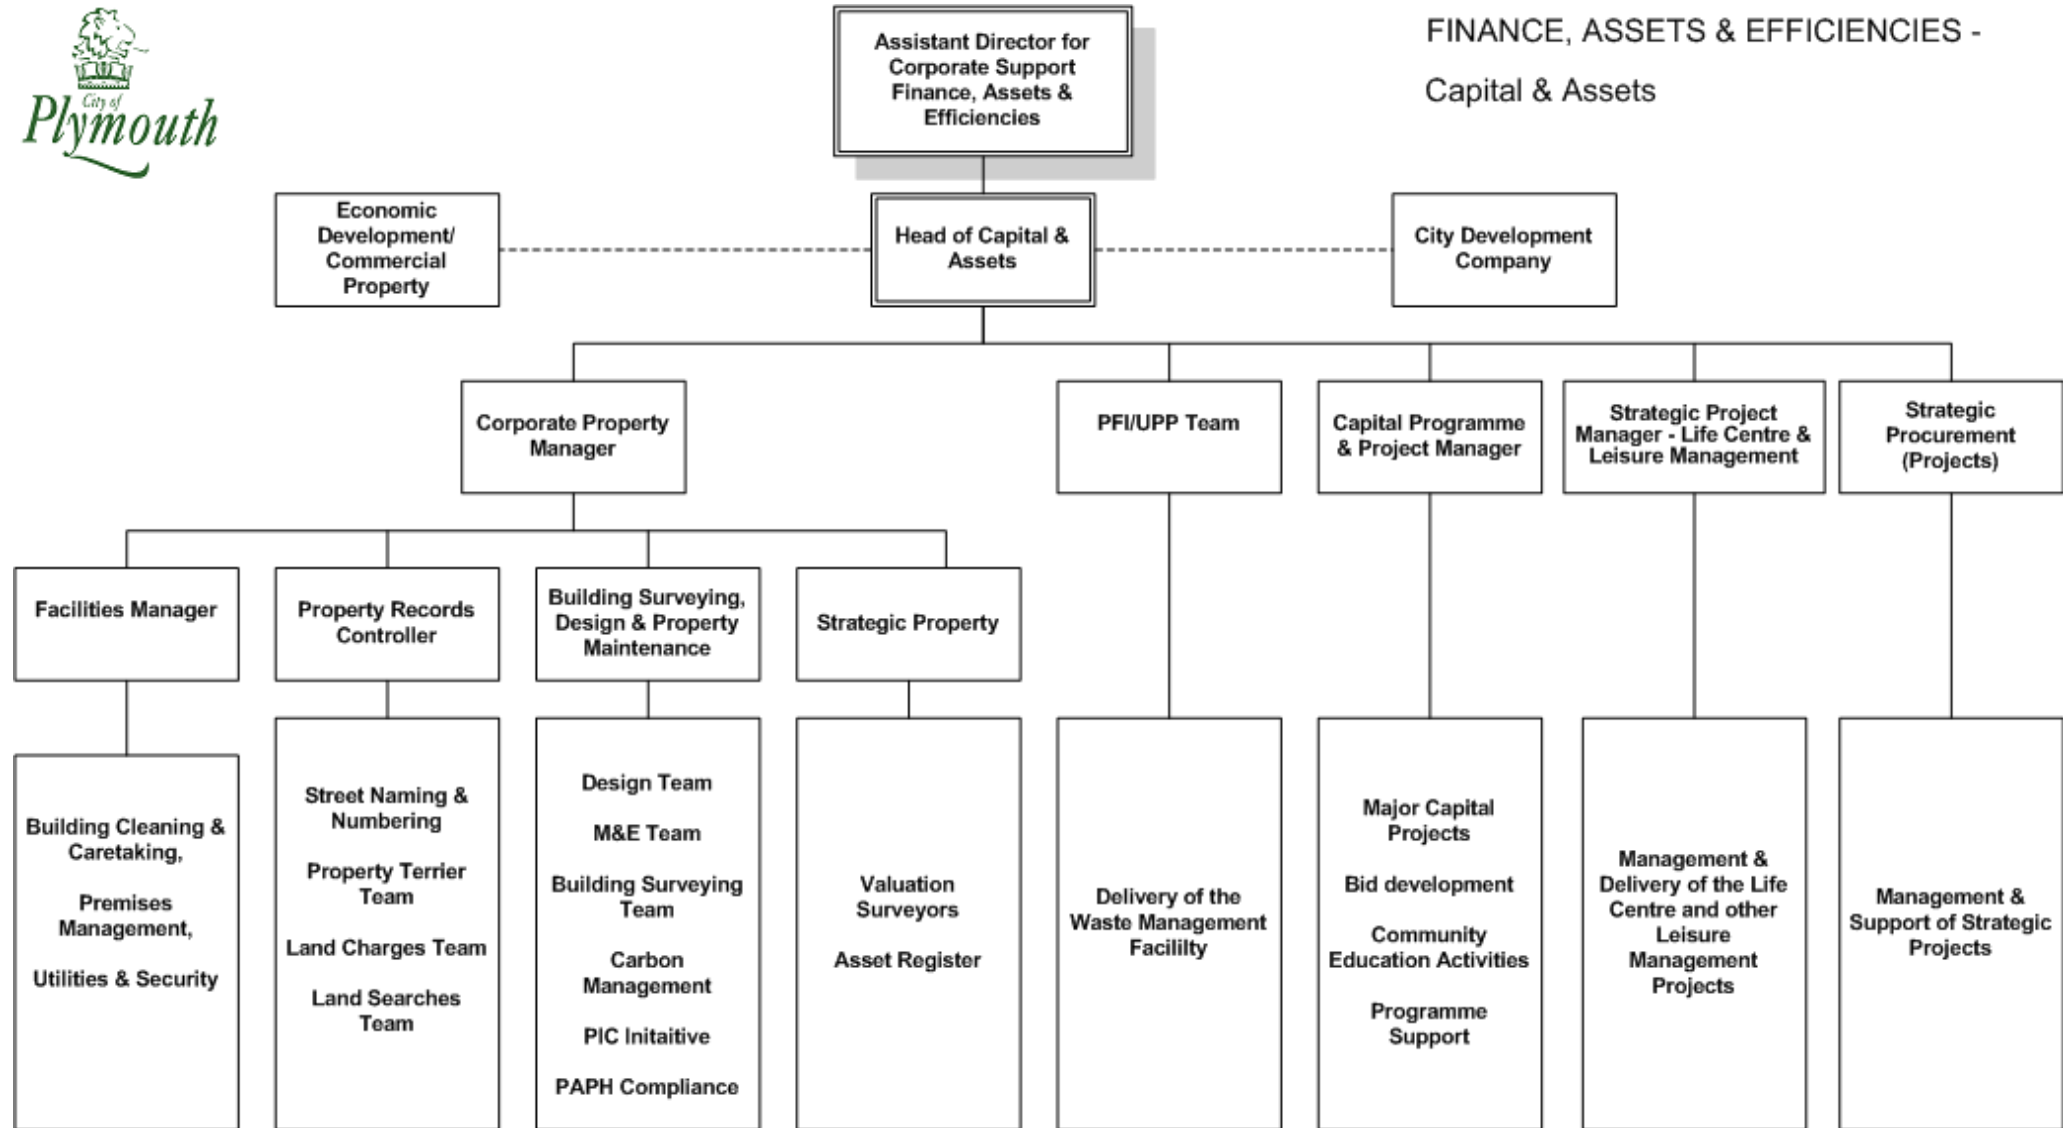 City of
Plymouth
Assistant Director for
Corporate Support
Finance, Assets &
Efficiencies
FINANCE, ASSETS & EFFICIENCIES -
Capital & Assets
Economic
Development/
Commercial
Property
Head of Capital &
Assets
City Development
Company
Corporate Property
Manager
PFI/UPP Team
Capital Programme
& Project Manager
Strategic Project
Manager - Life Centre &
Leisure Management
Strategic
Procurement
(Projects)
Facilities Manager
Property Records
Controller
Building Surveying,
Design & Property
Maintenance
Strategic Property
Building Cleaning &
Caretaking,
Premises
Management,
Utilities & Security
Street Naming &
Numbering
Property Terrier
Team
Land Charges Team
Land Searches
Team
Design Team
M&E Team
Building Surveying
Team
Carbon
Management
PIC Initaitive
PAPH Compliance
Valuation
Surveyors
Asset Register
Delivery of the
Waste Management
Facililty
Major Capital
Projects
Bid development
Community
Education Activities
Programme
Support
Management &
Delivery of the Life
Centre and other
Leisure
Management
Projects
Management &
Support of Strategic
Projects